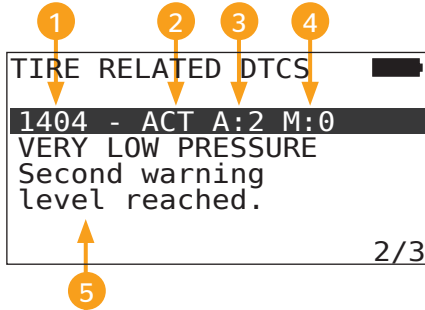 1 2 3 4
TIRE RELATED DTCS
1404 - ACT A:2 M:0
VERY LOW PRESSURE
Second warning
level reached.
2/3
5